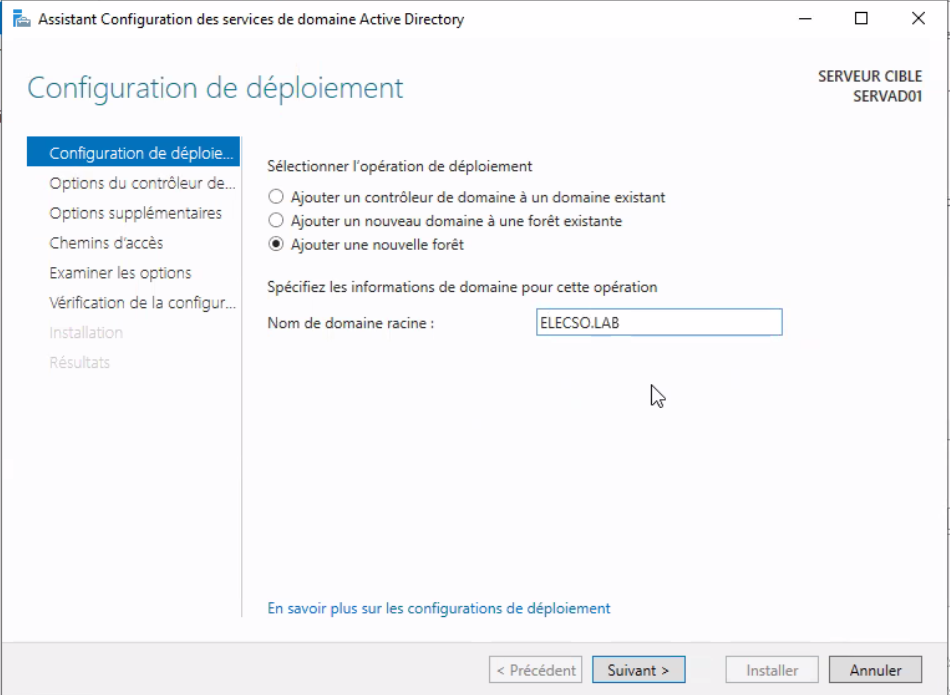 Assistant Configuration des services de domaine Active Directory
Configuration de déploiement
SERVEUR CIBLE
SERVAD01
Configuration de déploie...
Options du contrôleur de...
Options supplémentaires
Chemins d'accès
Examiner les options
Vérification de la configur...
Installation
Résultats
Sélectionner l'opération de déploiement
Ajouter un contrôleur de domaine à un domaine existant
Ajouter un nouveau domaine à une forêt existante
Ajouter une nouvelle forêt
Spécifiez les informations de domaine pour cette opération
Nom de domaine racine : ELECSO.LAB
En savoir plus sur les configurations de déploiement
< Précédent Suivant > Installer Annuler